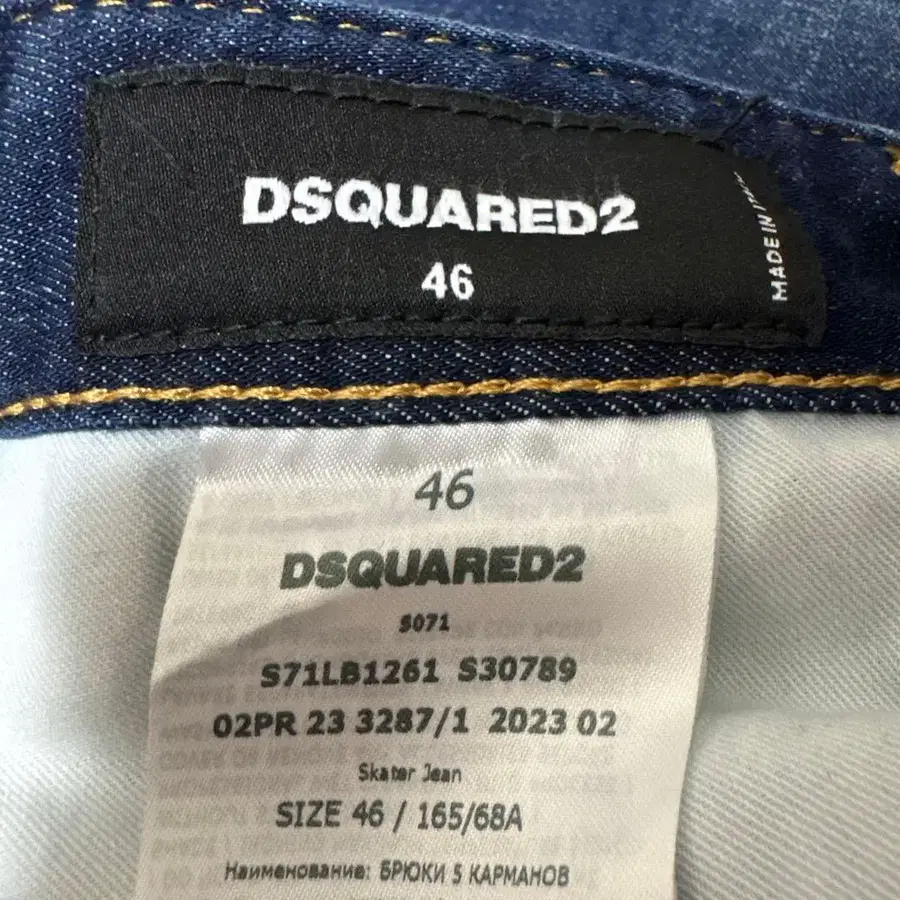 DSQUARED2
46
MADE IN
46
DSQUARED2
S071
S71LB1261 S30789
02PR 23 3287/1 2023 02
Skater Jean
SIZE 46 / 165/68A
Наименование: БРЮКИ 5 КАРМАНОВ